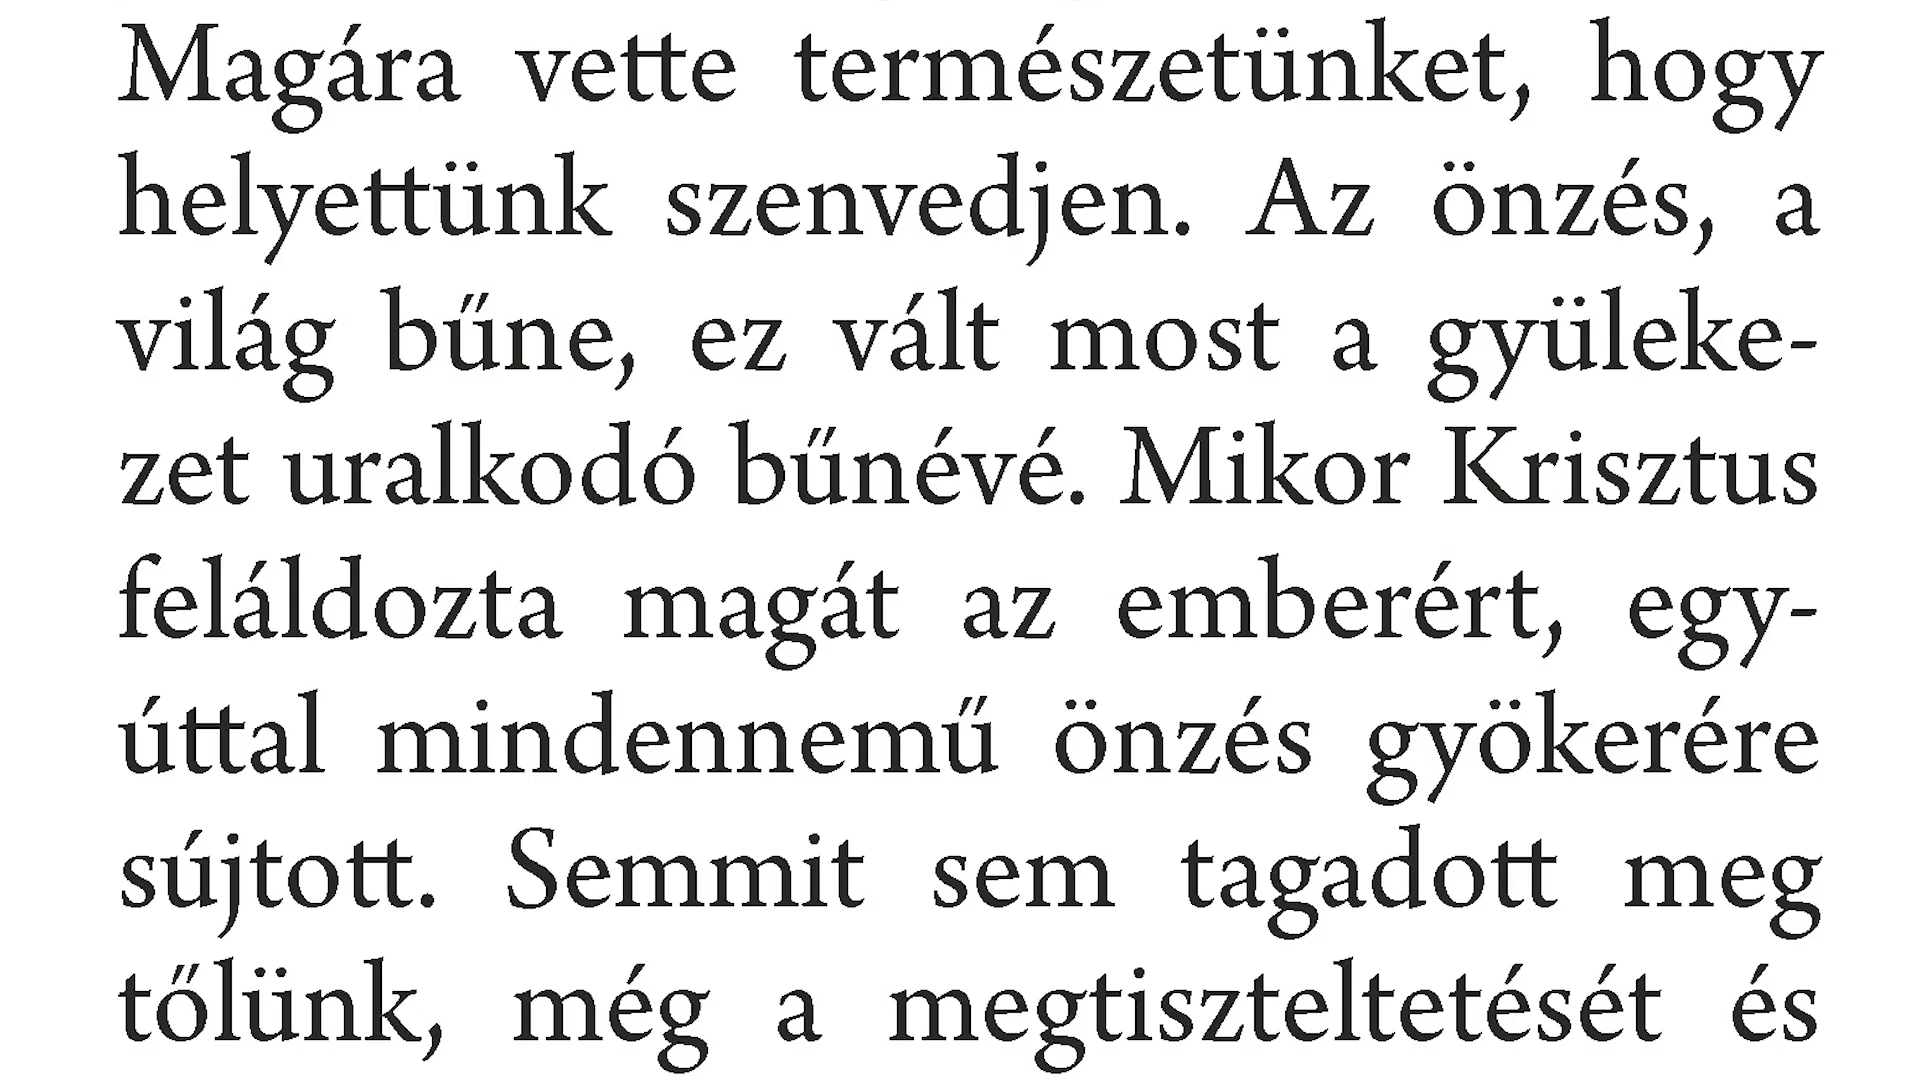 Magára vette természetünket, hogy
helyettünk szenvedjen. Az önzés, a
világ bűne, ez vált most a gyüleke-
zet uralkodó bűnévé. Mikor Krisztus
feláldozta magát az emberért, egy-
úttal mindennemű önzés gyökerére
sújtott. Semmit sem tagadott meg
tőlünk, még a megtiszteltetését és